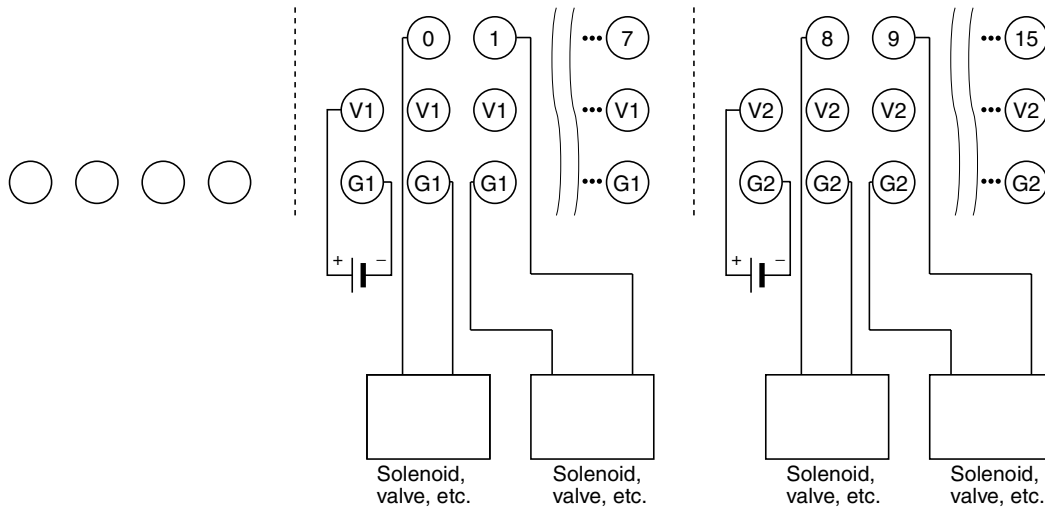 0 1 ••• 7 8 9 ••• 15
V1 V1 V1 ••• V1 V2 V2 V2 ••• V2
G1 G1 G1 ••• G1 G2 G2 G2 ••• G2
+ − + −
Solenoid, Solenoid, Solenoid, Solenoid,
valve, etc. valve, etc. valve, etc. valve, etc.